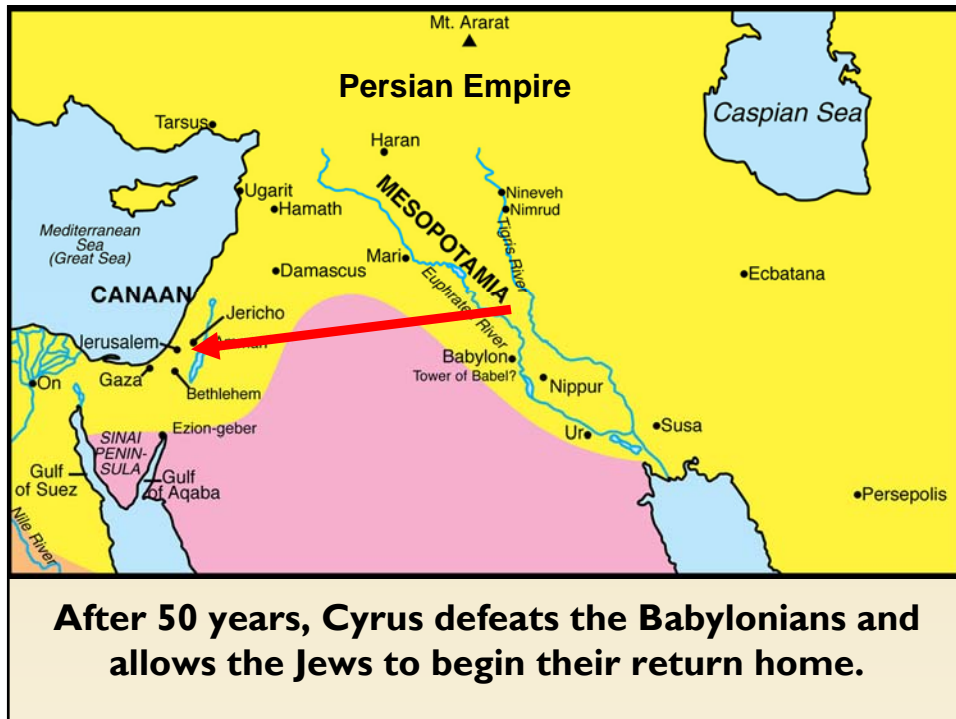 Mt. Ararat
Persian Empire
Caspian Sea
Tarsus
Haran
MESOPOTAMIA
Nineveh
Nimrud
Tigris River
Ugarit
Hamath
Mediterranean
Sea
(Great Sea)
Mari
Damascus
Ecbatana
Euphrates River
CANAAN
Jericho
Jerusalem
Babylon
Tower of Babel?
Nippur
Gaza
Bethlehem
On
Ezion-geber
Ur
Susa
SINAI
PENIN-
SULA
Gulf
of Suez
Gulf
of Aqaba
Persepolis
Nile River
After 50 years, Cyrus defeats the Babylonians and
allows the Jews to begin their return home.